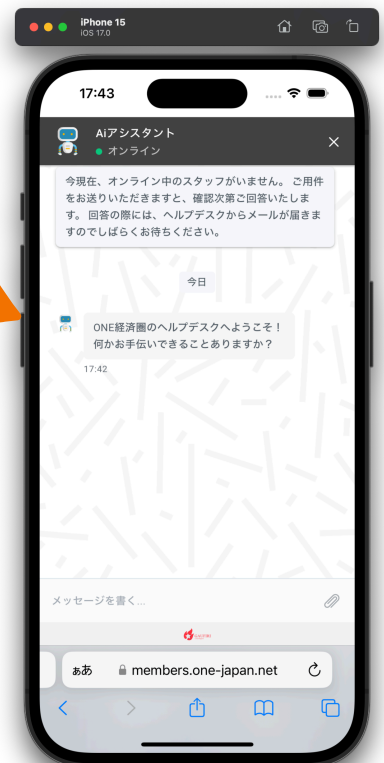 iPhone 15
iOS 17.0
17:43
Aiアシスタント
オンライン
今現在、オンライン中のスタッフがいません。 ご用件
をお送りいただきますと、確認次第ご回答いたしま
す。 回答の際には、ヘルプデスクからメールが届きま
すのでしばらくお待ちください。
今日
ONE経済圏のヘルプデスクへようこそ！
何かお手伝いできることありますか？
17:42
メッセージを書く...
ぁあ
members.one-japan.net